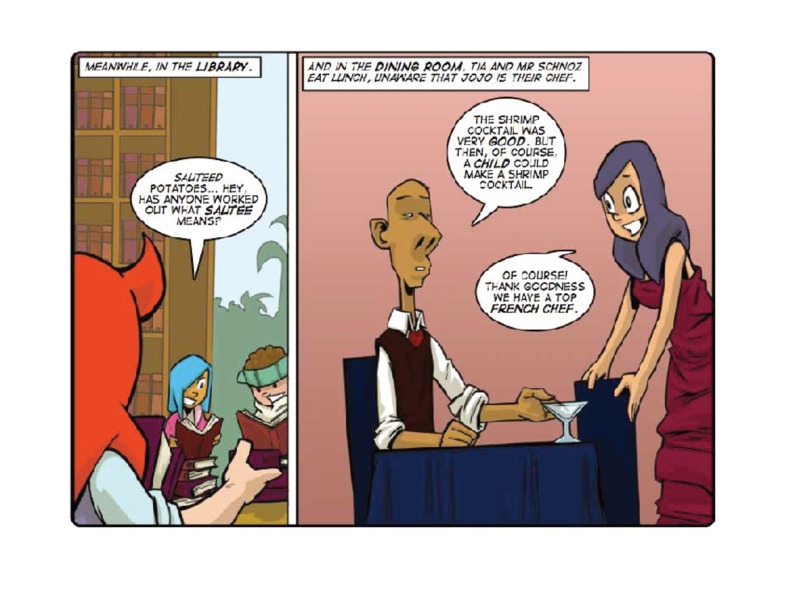 MEANWHILE, IN THE LIBRARY.
SAUTEED
POTATOES... HEY,
HAS ANYONE WORKED
OUT WHAT SAUTEE
MEANS?
AND IN THE DINING ROOM, TIA AND MR SCHNOZ
EAT LUNCH, UNAWARE THAT JOJO IS THEIR CHEF.
THE SHRIMP
COCKTAIL WAS
VERY GOOD. BUT
THEN, OF COURSE,
A CHILD COULD
MAKE A SHRIMP
COCKTAIL.
OF COURSE!
THANK GOODNESS
WE HAVE A TOP
FRENCH CHEF.